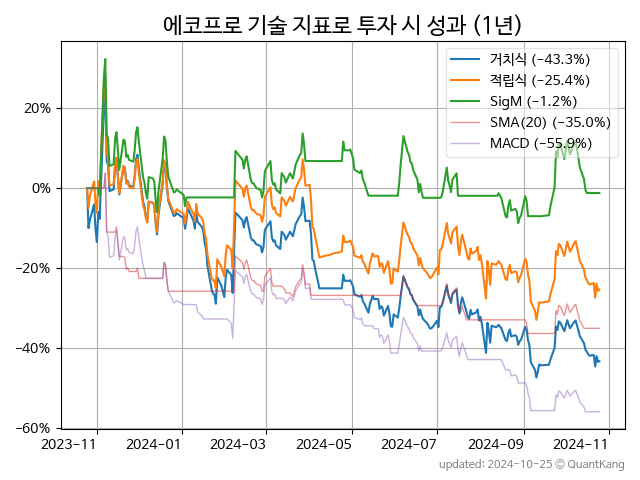 에코프로 기술 지표로 투자 시 성과 (1년)
거치식 (−43.3%)
적립식 (−25.4%)
SigM (−1.2%)
SMA(20) (−35.0%)
MACD (−55.9%)
20%
0%
−20%
−40%
−60%
2023-11 2024-01 2024-03 2024-05 2024-07 2024-09 2024-11
updated: 2024-10-25 © QuantKang